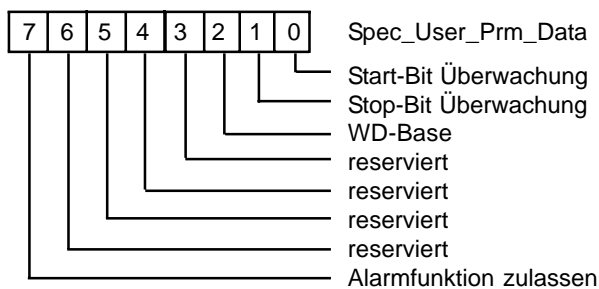 7 6 5 4 3 2 1 0 Spec_User_Prm_Data
Start-Bit Überwachung
Stop-Bit Überwachung
WD-Base
reserviert
reserviert
reserviert
reserviert
Alarmfunktion zulassen